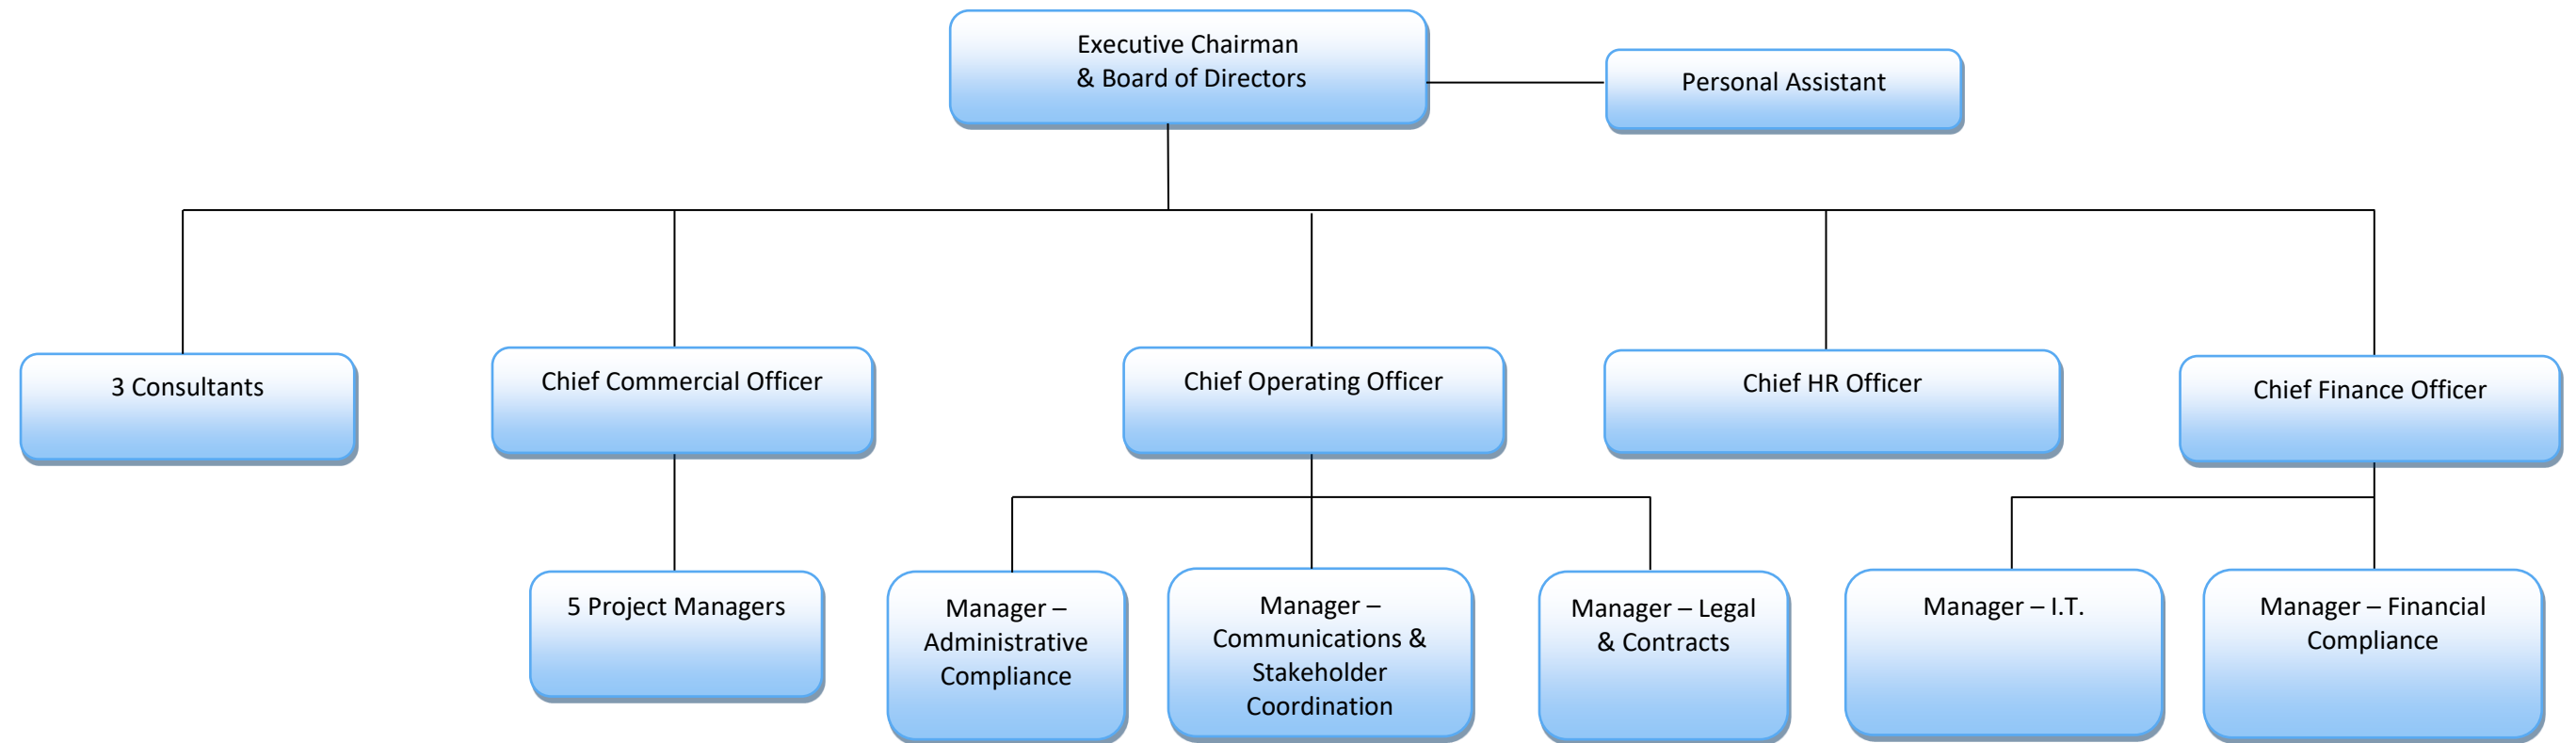 Executive Chairman
& Board of Directors
Personal Assistant
3 Consultants
Chief Commercial Officer
Chief Operating Officer
Chief HR Officer
Chief Finance Officer
5 Project Managers
Manager –
Administrative
Compliance
Manager –
Communications &
Stakeholder
Coordination
Manager – Legal
& Contracts
Manager – I.T.
Manager – Financial
Compliance